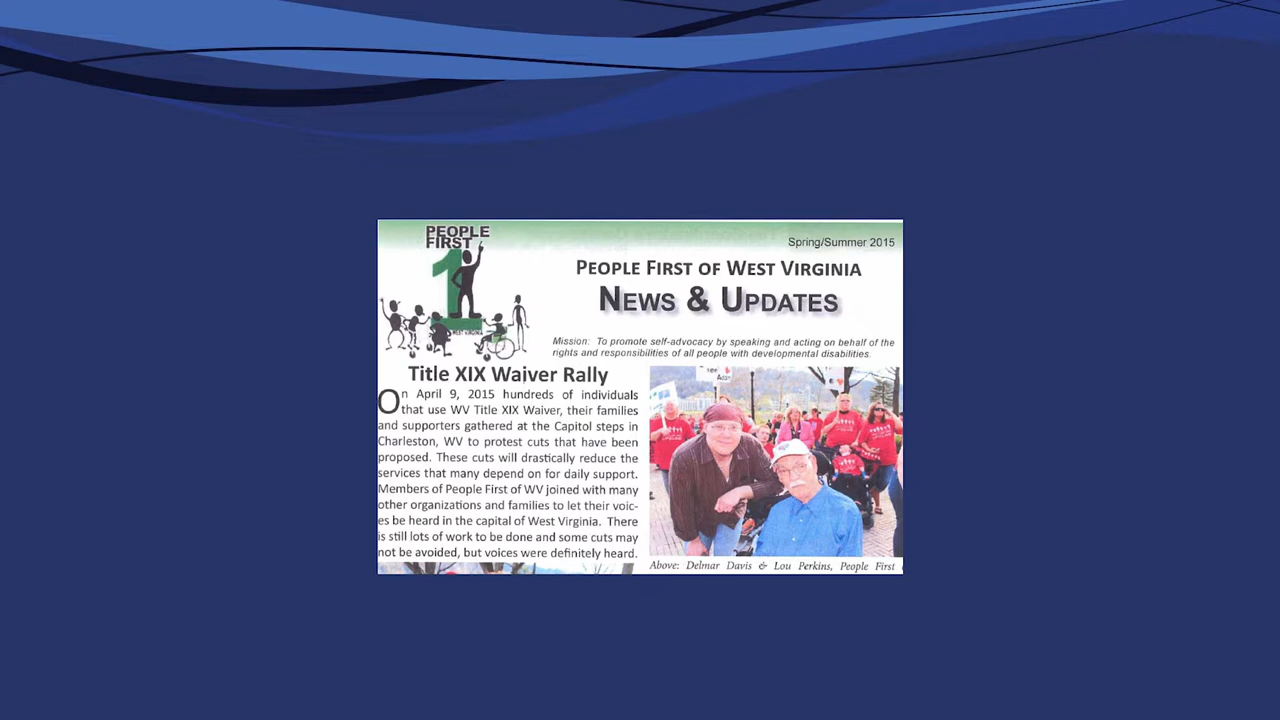 PEOPLE
FIRST
1
WEST VIRGINIA
Spring/Summer 2015
PEOPLE FIRST OF WEST VIRGINIA
NEWS & UPDATES
Mission: To promote self-advocacy by speaking and acting on behalf of the
rights and responsibilities of all people with developmental disabilities.
Title XIX Waiver Rally
On April 9, 2015 hundreds of individuals
that use WV Title XIX Waiver, their families
and supporters gathered at the Capitol steps in
Charleston, WV to protest cuts that have been
proposed. These cuts will drastically reduce the
services that many depend on for daily support.
Members of People First of WV joined with many
other organizations and families to let their voic-
es be heard in the capital of West Virginia. There
is still lots of work to be done and some cuts may
not be avoided, but voices were definitely heard.
Above: Delmar Davis & Lou Perkins, People First